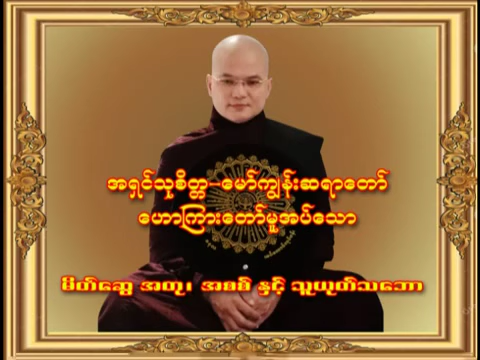 အရှင်သုစိတ္တ-မော်ကျွန်းဆရာတော်
ဟောကြားတော်မူအပ်သော
မိတ်ဆွေ အတု၊ အစစ် နှင့် သူယုတ်သဘော